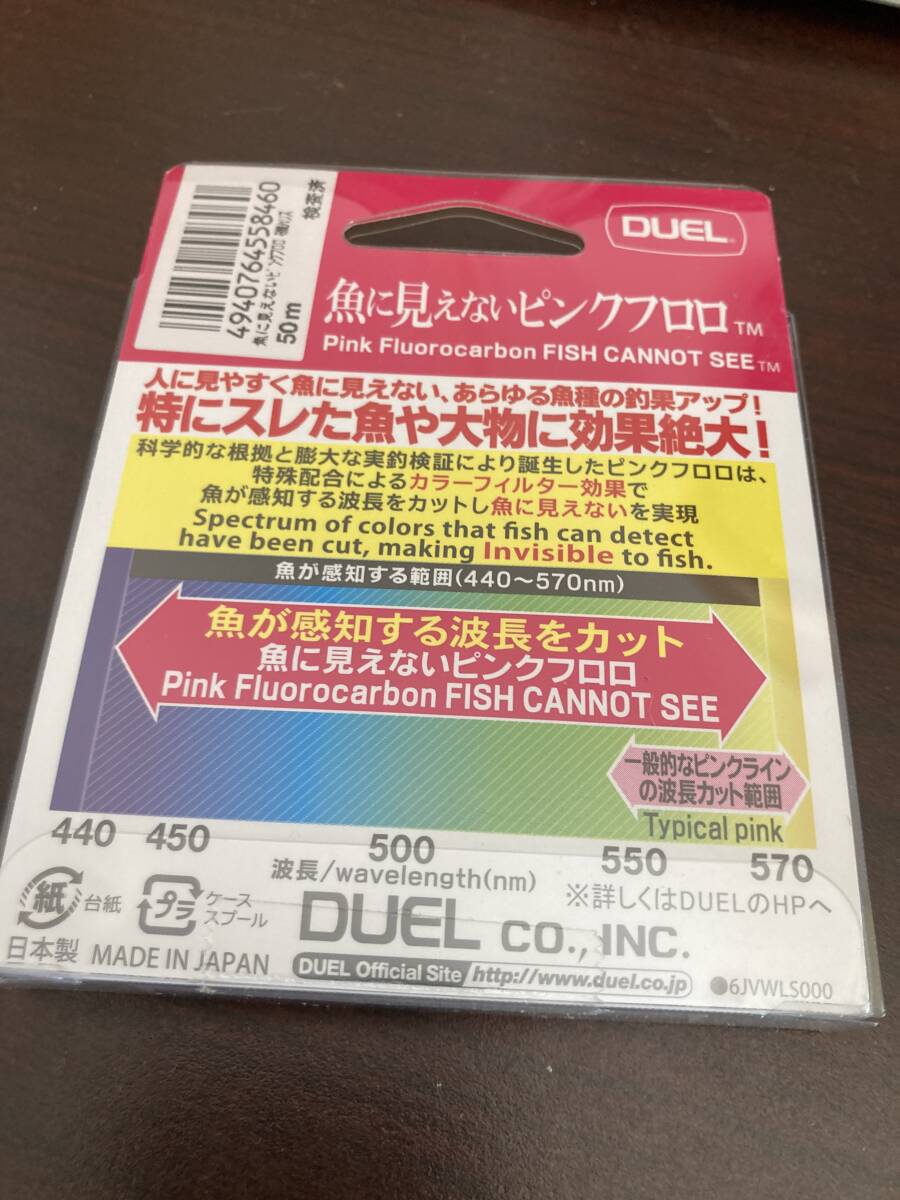 4940764558460
魚に見えないピンクフロロ 磯ハリス
50m
検査済
DUEL
魚に見えないピンクフロロ™
Pink Fluorocarbon FISH CANNOT SEE™
人に見やすく魚に見えない、あらゆる魚種の釣果アップ!
特にスレた魚や大物に効果絶大!
科学的な根拠と膨大な実釣検証により誕生したピンクフロロは、
特殊配合によるカラーフィルター効果で
魚が感知する波長をカットし魚に見えないを実現
Spectrum of colors that fish can detect
have been cut, making Invisible to fish.
魚が感知する範囲(440〜570nm)
魚が感知する波長をカット
魚に見えないピンクフロロ
Pink Fluorocarbon FISH CANNOT SEE
一般的なピンクライン
の波長カット範囲
Typical pink
440 450 500 550 570
波長/wavelength(nm)
※詳しくはDUELのHPへ
紙 台紙
プラ ケース
スプール
DUEL CO., INC.
日本製 MADE IN JAPAN
DUEL Official Site http://www.duel.co.jp
●6JVWLS000